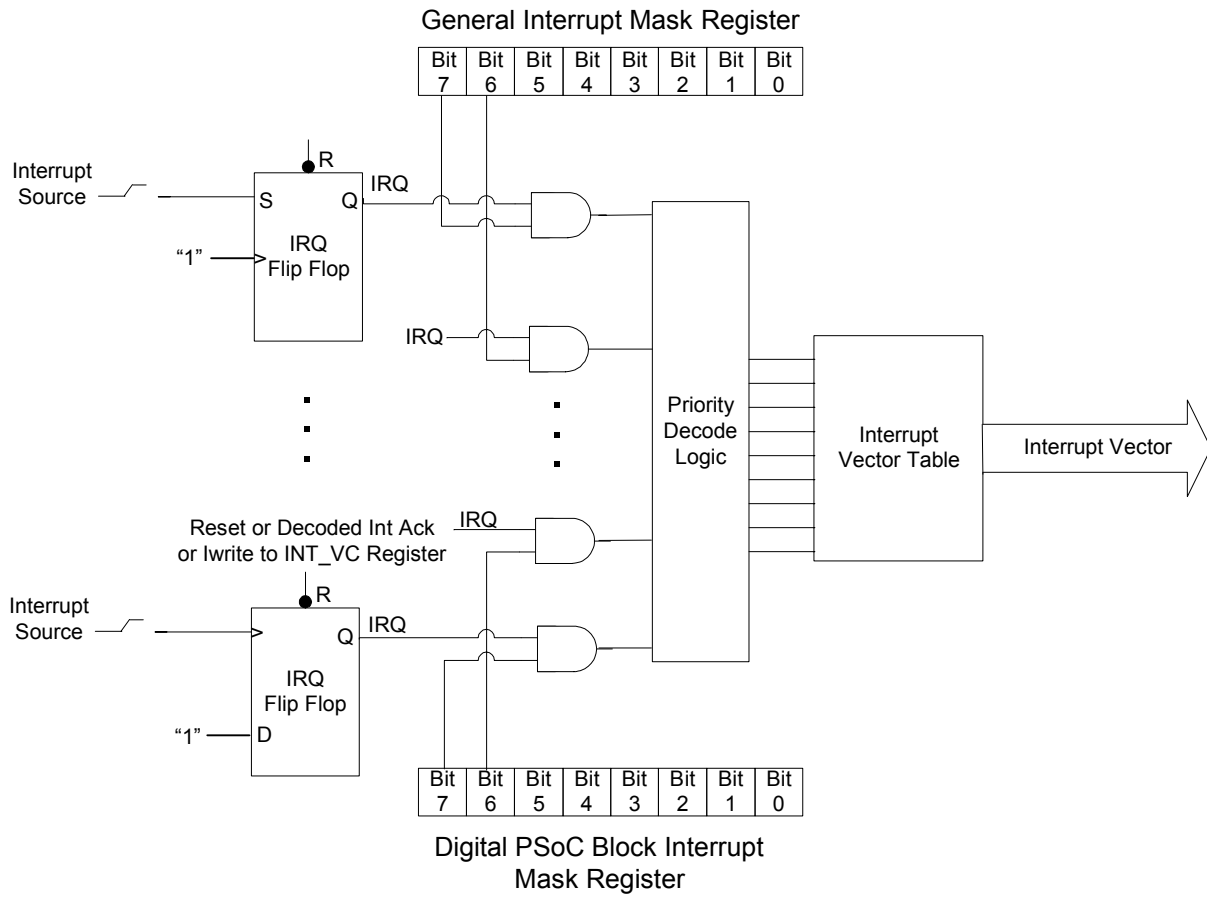 General Interrupt Mask Register
Bit 7 Bit 6 Bit 5 Bit 4 Bit 3 Bit 2 Bit 1 Bit 0
R
Interrupt
Source
S
Q
IRQ
IRQ
Flip Flop
“1”
>
IRQ
Priority
Decode
Logic
Interrupt
Vector Table
Interrupt Vector
Reset or Decoded Int Ack
or Iwrite to INT_VC Register
IRQ
R
Interrupt
Source
>
Q
IRQ
IRQ
Flip Flop
“1”
D
Bit 7 Bit 6 Bit 5 Bit 4 Bit 3 Bit 2 Bit 1 Bit 0
Digital PSoC Block Interrupt
Mask Register